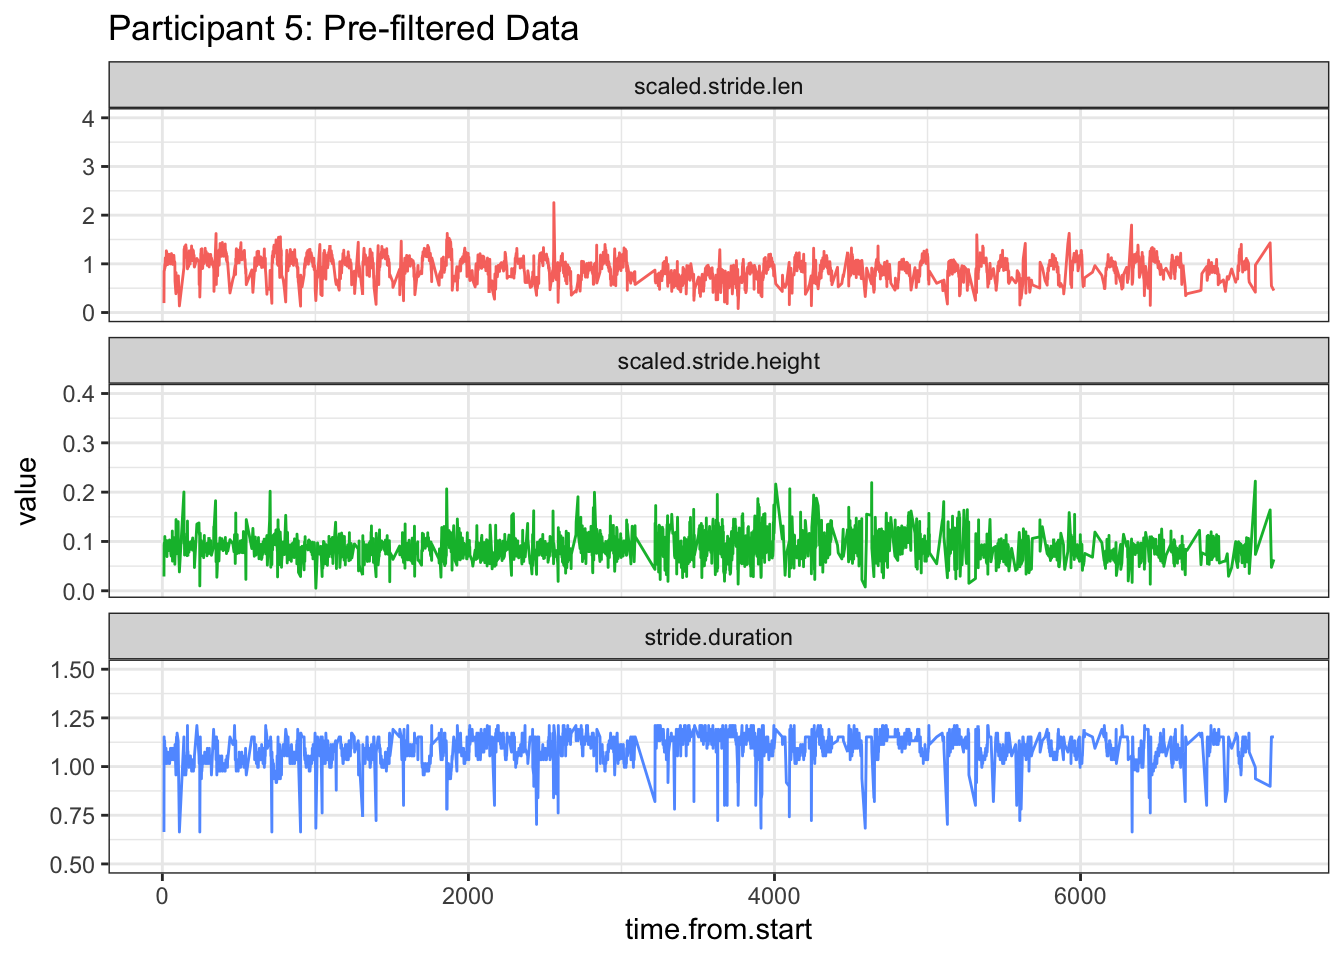 Participant 5: Pre-filtered Data
scaled.stride.len
4
3
2
1
0
scaled.stride.height
0.4
0.3
0.2
0.1
0.0
value
stride.duration
1.50
1.25
1.00
0.75
0.50
0 2000 4000 6000
time.from.start